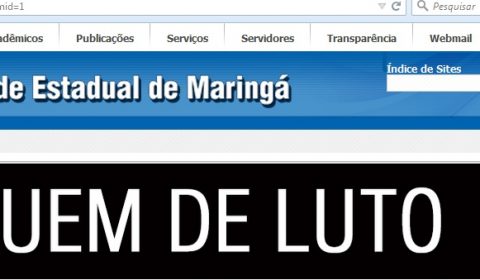 mid=1 Pesquisar
adêmicos Publicações Serviços Servidores Transparência Webmail
Índice de Sites
de Estadual de Maringá
UEM DE LUTO